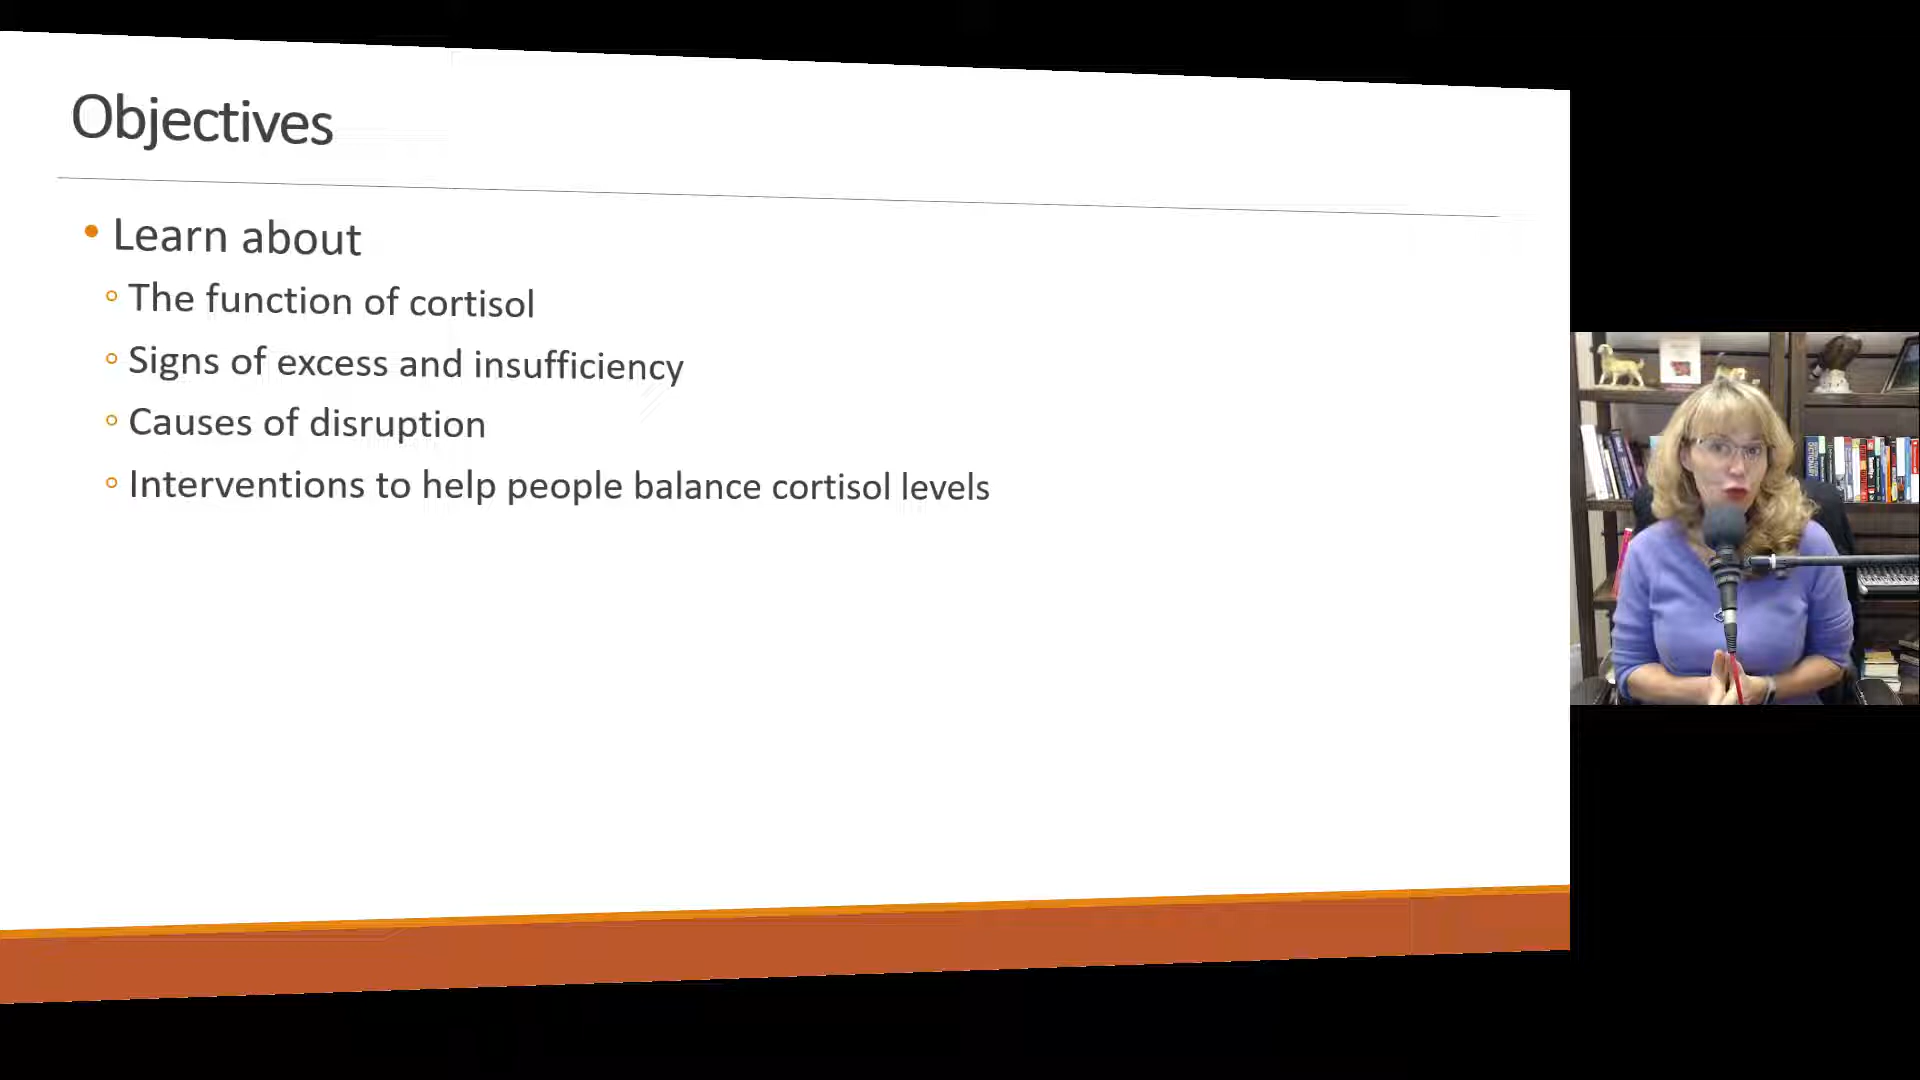 Objectives
Learn about
The function of cortisol
Signs of excess and insufficiency
Causes of disruption
Interventions to help people balance cortisol levels